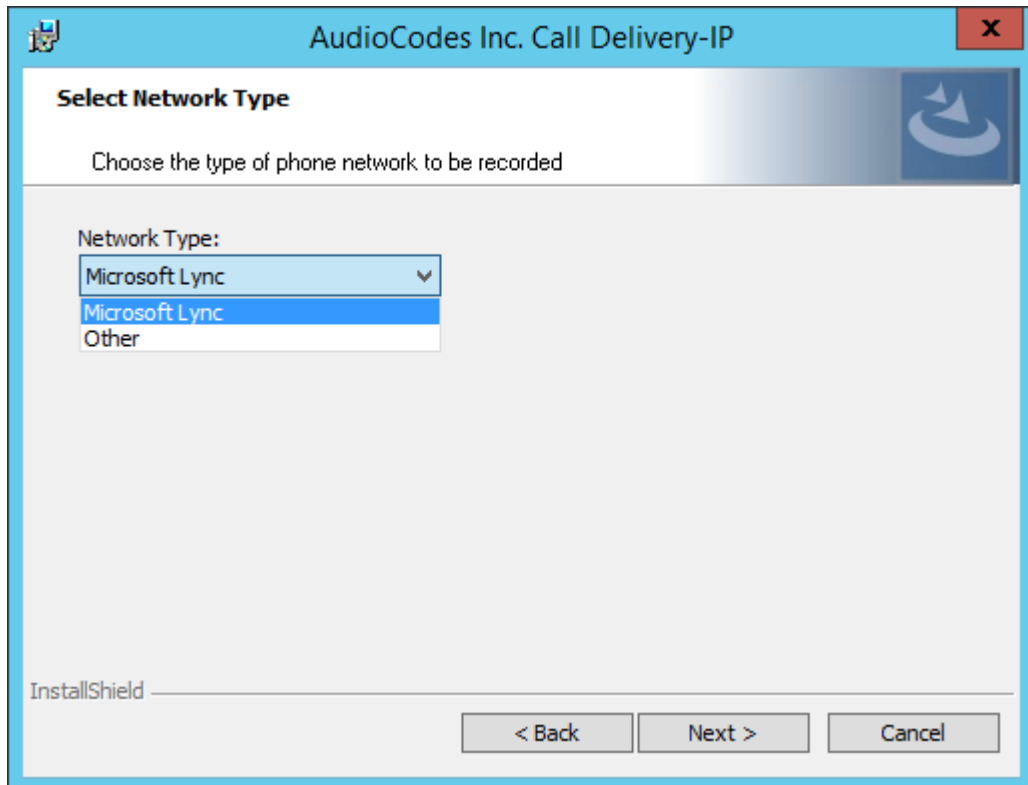 AudioCodes Inc. Call Delivery-IP
x
Select Network Type
Choose the type of phone network to be recorded
Network Type:
Microsoft Lync
Microsoft Lync
Other
InstallShield
< Back Next > Cancel